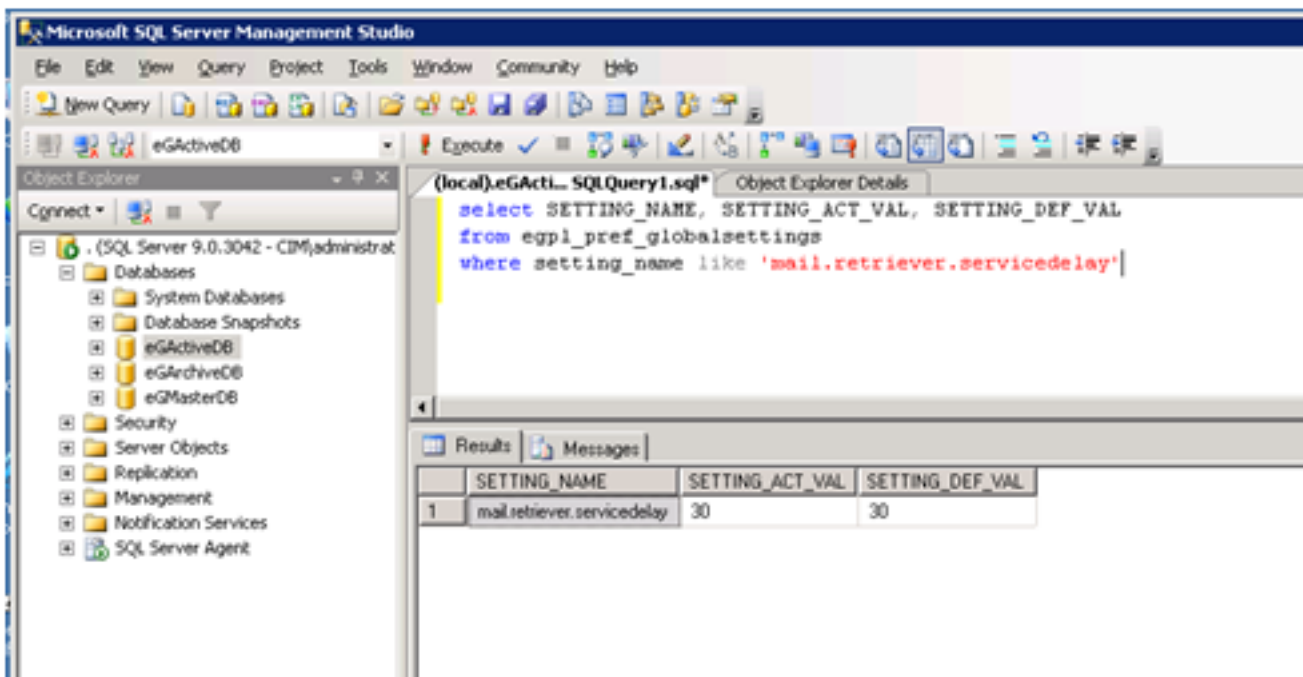 Microsoft SQL Server Management Studio
File Edit View Query Project Tools Window Community Help
New Query
eGActiveDB
Execute
Object Explorer
(local).eGActi... SQLQuery1.sql* Object Explorer Details
Connect
select SETTING_NAME, SETTING_ACT_VAL, SETTING_DEF_VAL
from egpl_pref_globalsettings
where setting_name like 'mail.retriever.servicedelay'
. (SQL Server 9.0.3042 - CIM\administrat
Databases
System Databases
Database Snapshots
eGActiveDB
eGArchiveDB
eGMasterDB
Security
Server Objects
Replication
Management
Notification Services
SQL Server Agent
Results Messages
SETTING_NAME SETTING_ACT_VAL SETTING_DEF_VAL
1 mail.retriever.servicedelay 30 30